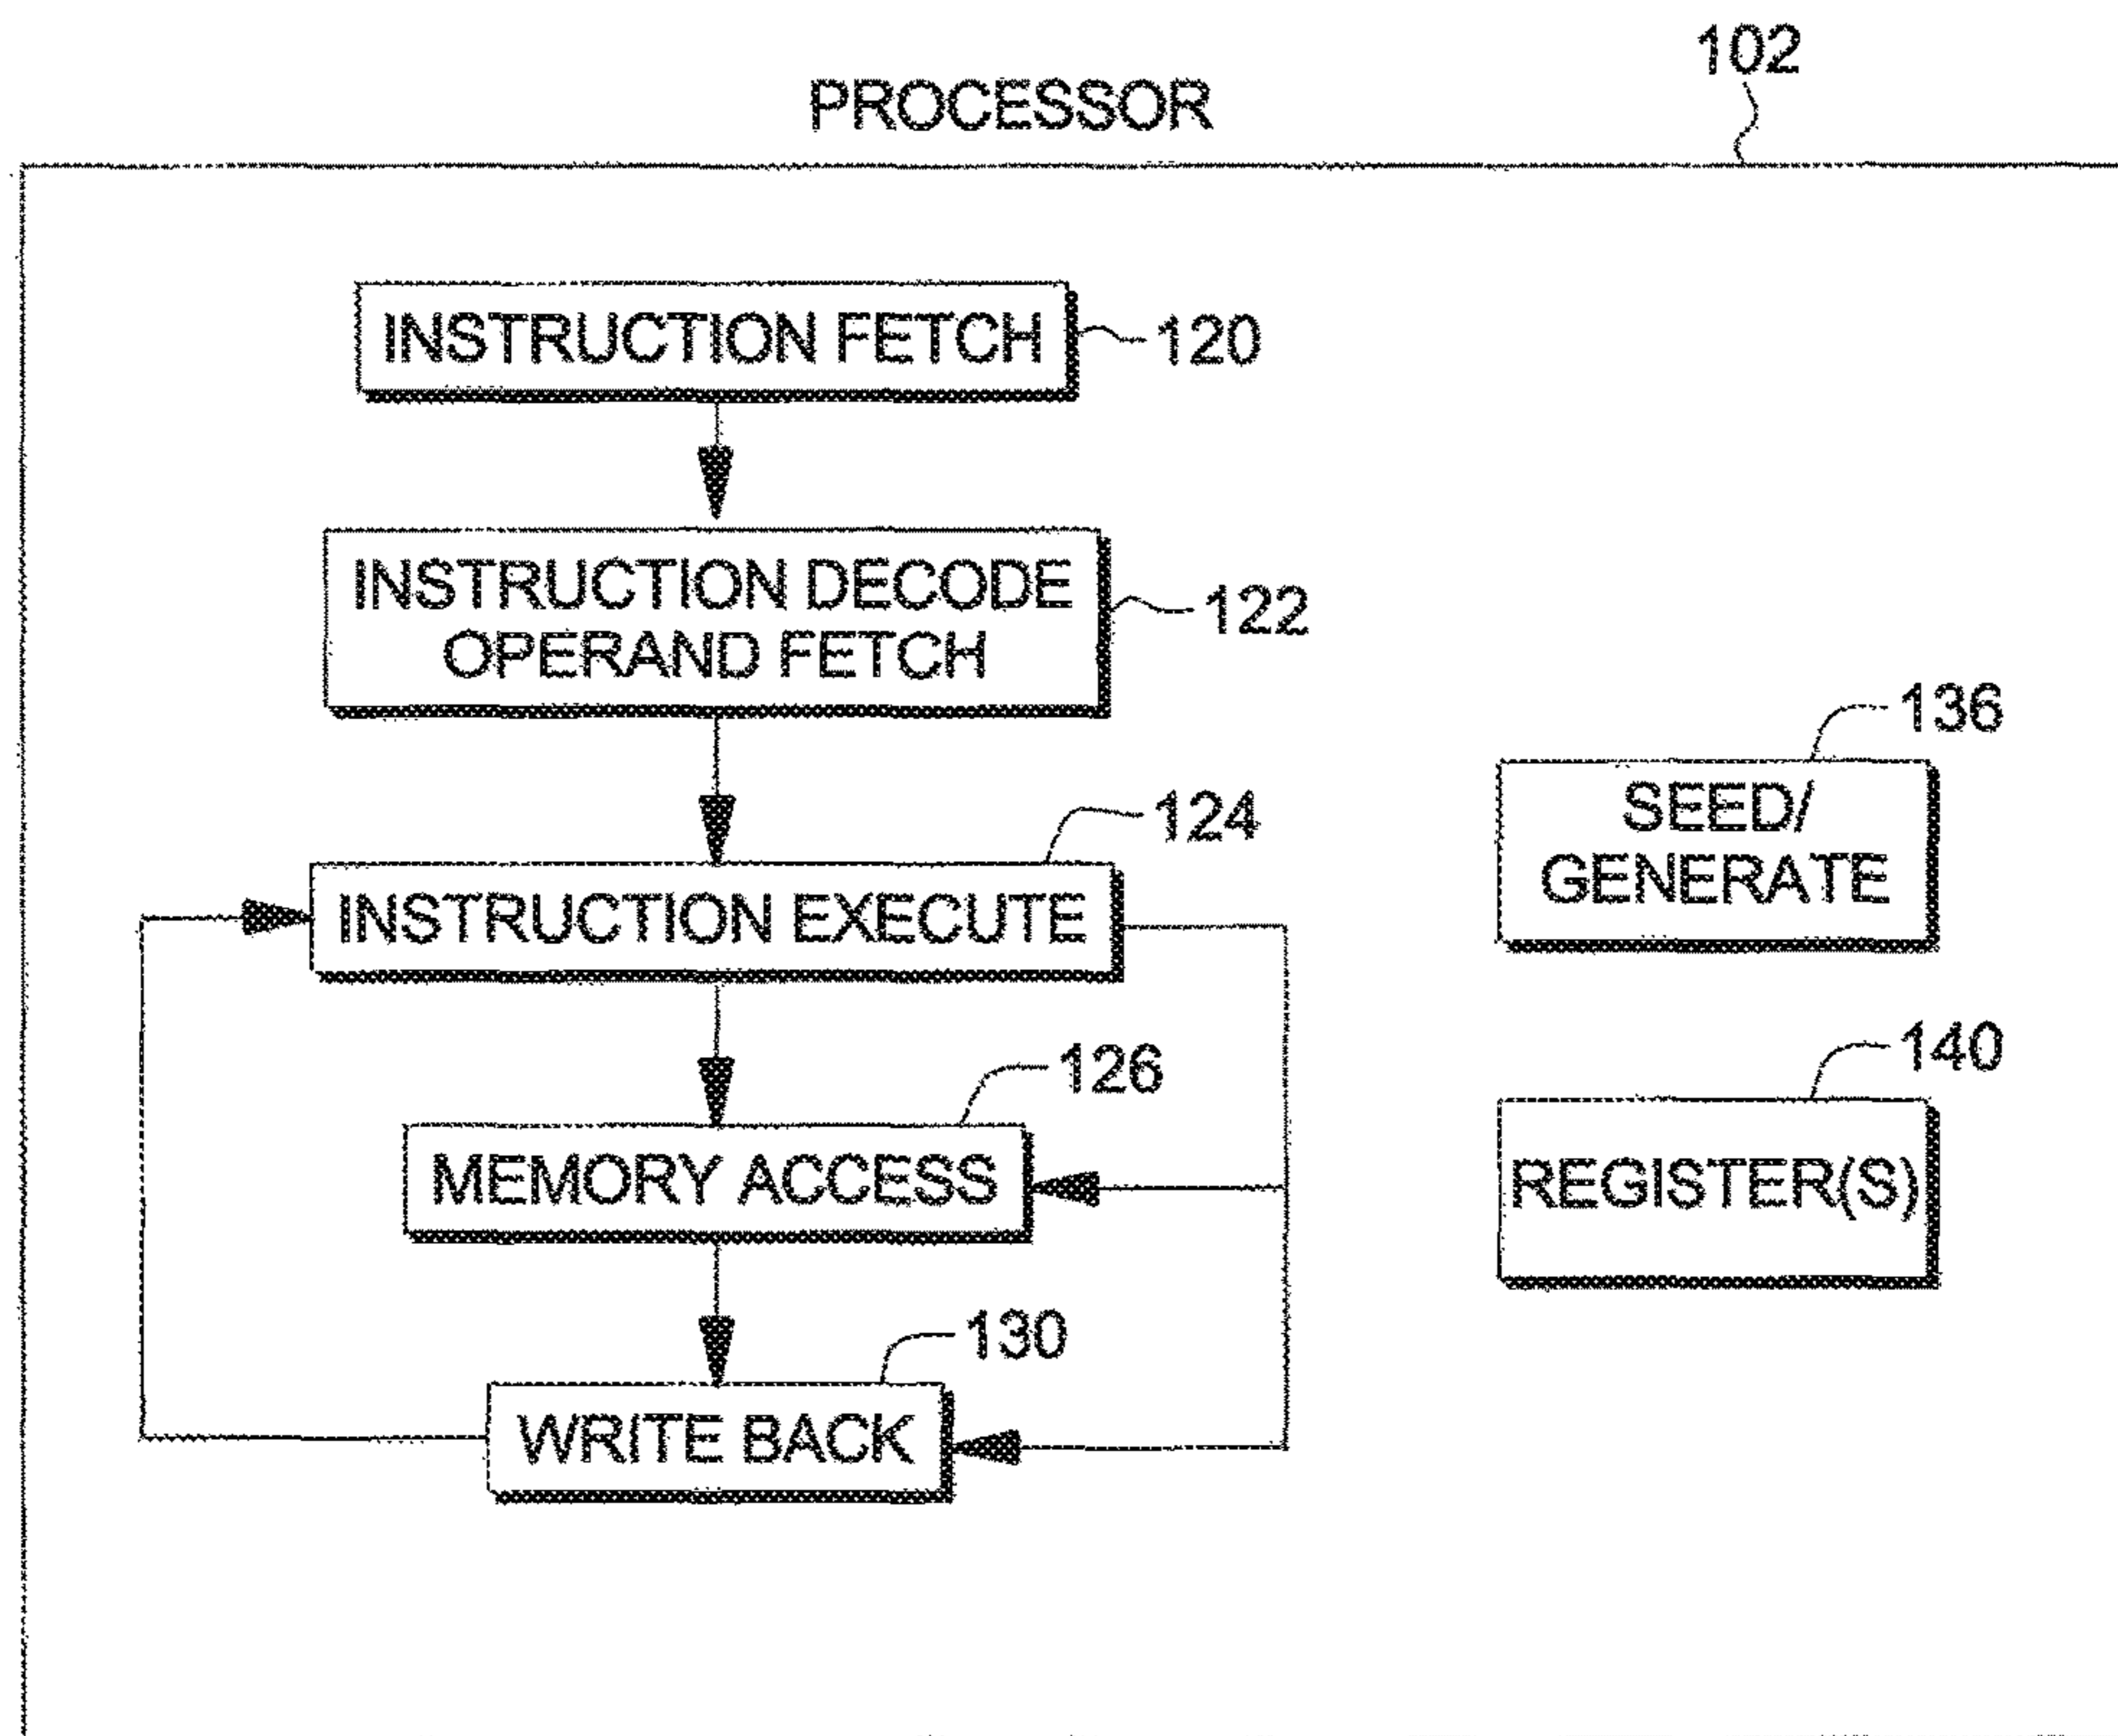 102
PROCESSOR
INSTRUCTION FETCH
120
INSTRUCTION DECODE
OPERAND FETCH
122
136
SEED/
GENERATE
124
INSTRUCTION EXECUTE
140
REGISTER(S)
126
MEMORY ACCESS
130
WRITE BACK